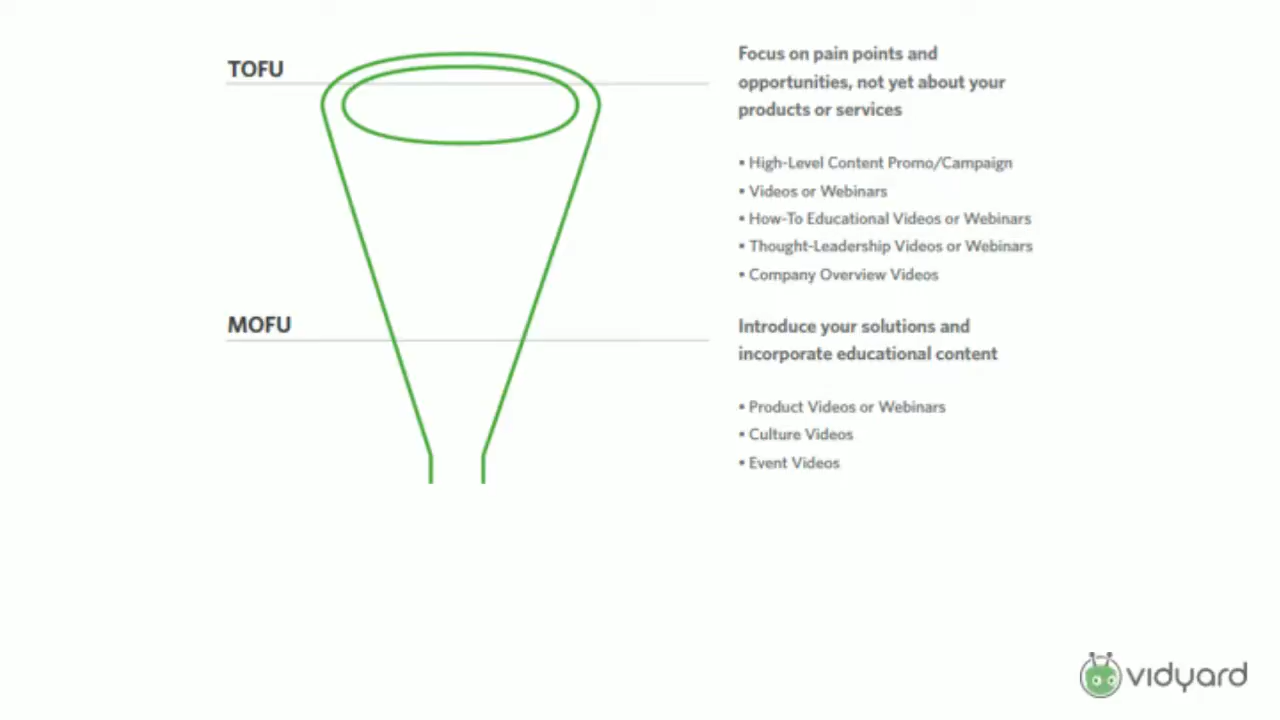 TOFU
Focus on pain points and
opportunities, not yet about your
products or services
• High-Level Content Promo/Campaign
• Videos or Webinars
• How-To Educational Videos or Webinars
• Thought-Leadership Videos or Webinars
• Company Overview Videos
MOFU
Introduce your solutions and
incorporate educational content
• Product Videos or Webinars
• Culture Videos
• Event Videos
vidyard